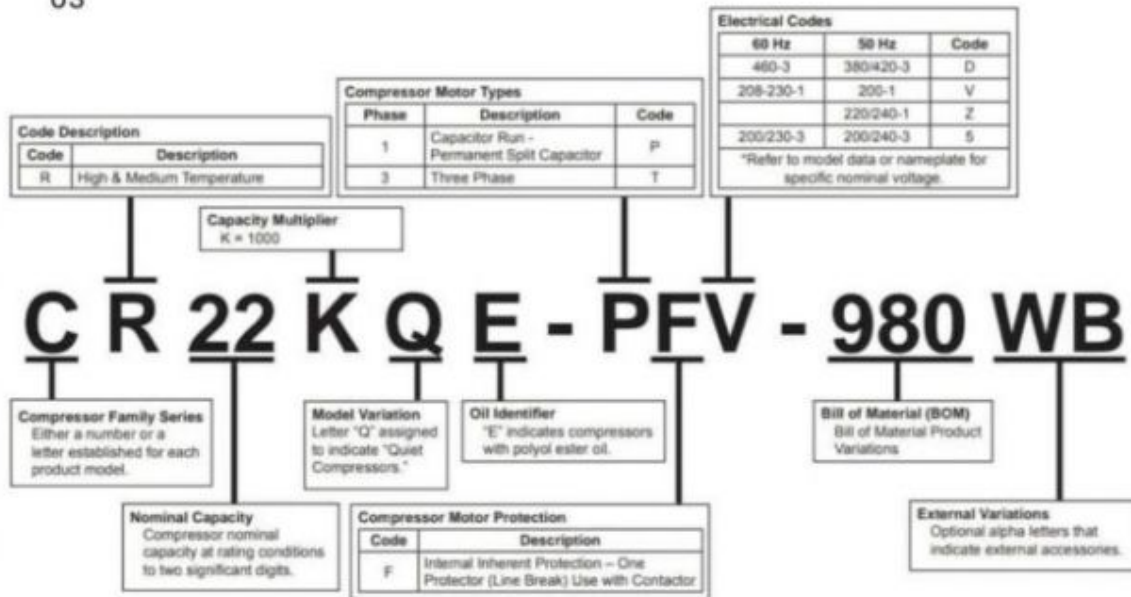 Electrical Codes
60 Hz 50 Hz Code
460-3 380/420-3 D
208-230-1 200-1 V
220/240-1 Z
200/230-3 200/240-3 5
*Refer to model data or nameplate for
specific nominal voltage.
Compressor Motor Types
Phase Description Code
1 Capacitor Run -
Permanent Split Capacitor P
3 Three Phase T
Code Description
Code Description
R High & Medium Temperature
Capacity Multiplier
K = 1000
C R 22 K Q E - P F V - 980 WB
Compressor Family Series
Either a number or a
letter established for each
product model.
Model Variation
Letter "Q" assigned
to indicate "Quiet
Compressors."
Oil Identifier
"E" indicates compressors
with polyol ester oil.
Bill of Material (BOM)
Bill of Material Product
Variations
Nominal Capacity
Compressor nominal
capacity at rating conditions
to two significant digits.
Compressor Motor Protection
Code Description
F Internal Inherent Protection – One
Protector (Line Break) Use with Contactor
External Variations
Optional alpha letters that
indicate external accessories.